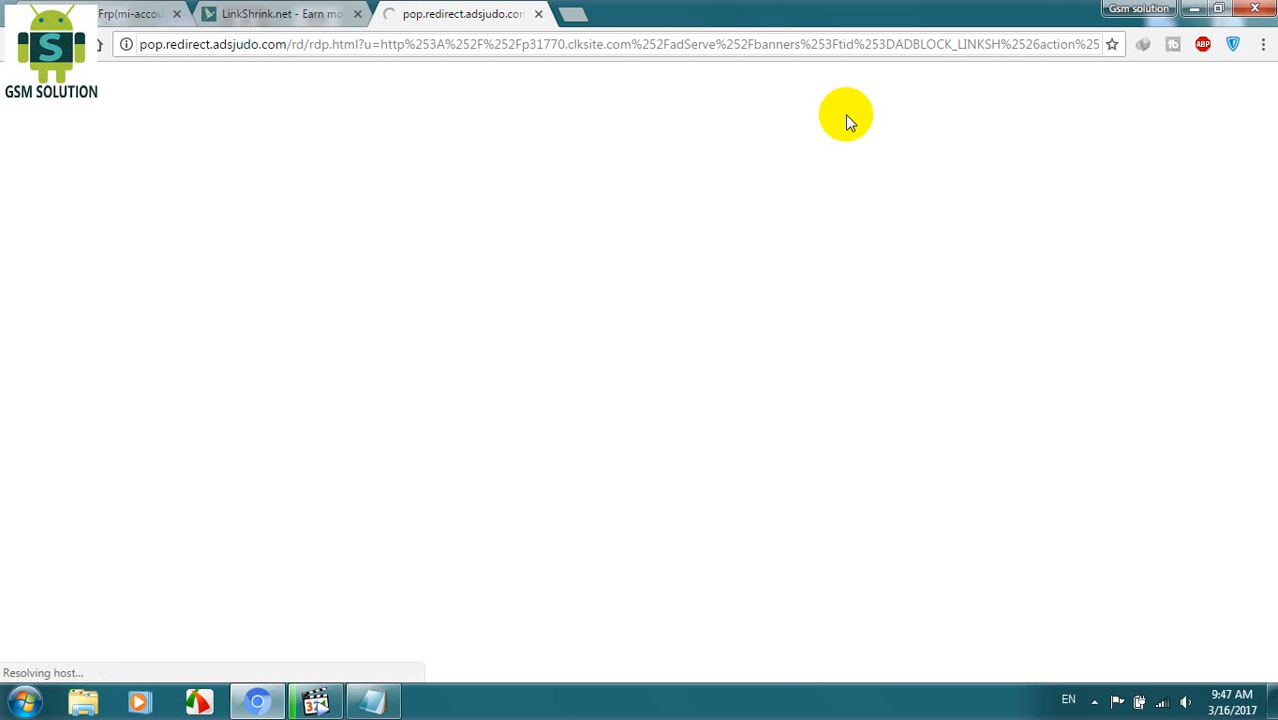 Frp(mi-accou
LinkShrink.net - Earn mo
pop.redirect.adsjudo.con
Gsm solution
pop.redirect.adsjudo.com/rd/rdp.html?u=http%253A%252F%252Fp31770.clksite.com%252FadServe%252Fbanners%253Ftid%253DADBLOCK_LINKSH%2526action%25
ABP
S
GSM SOLUTION
Resolving host...
EN
9:47 AM
3/16/2017